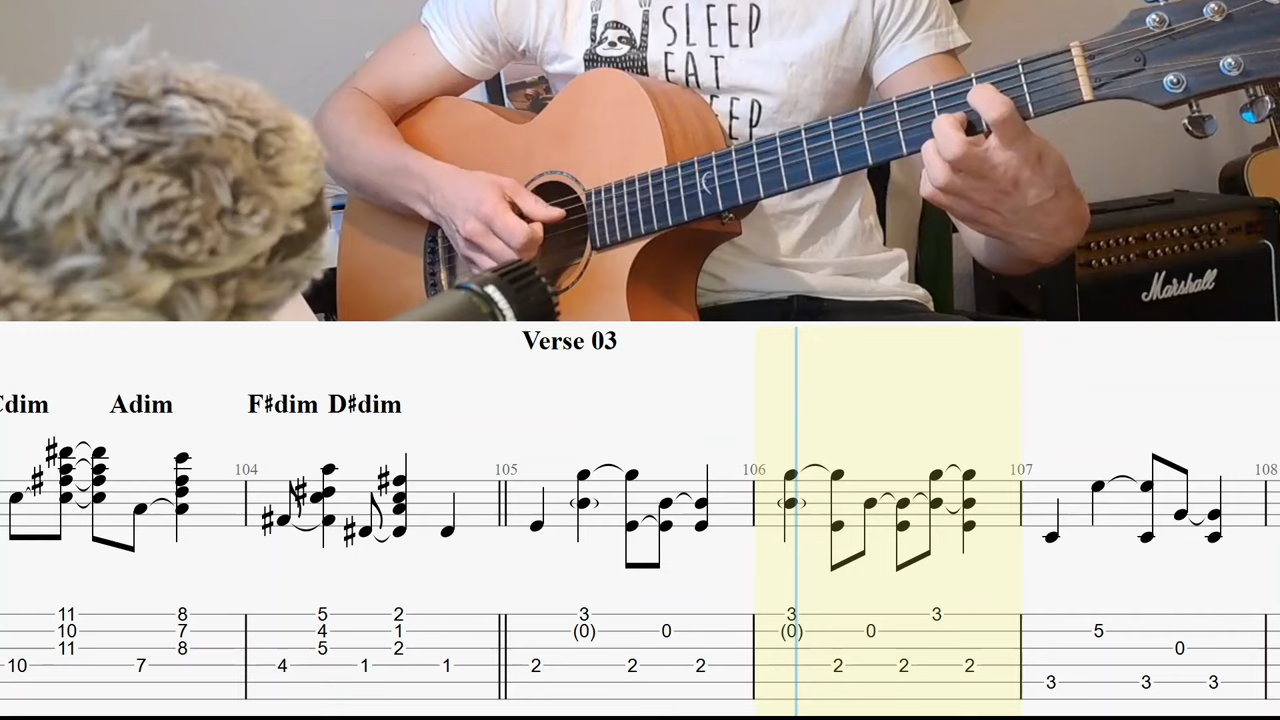 SLEEP
EAT
EEP
Marshall
Verse 03
Cdim Adim F♯dim D♯dim
104 105 106 107 108
11 8 5 2 3 3 3
10 7 4 1 (0) 0 (0) 0 5
11 8 5 2 0
10 7 4 1 1 2 2 2 2 2 2
3 3 3